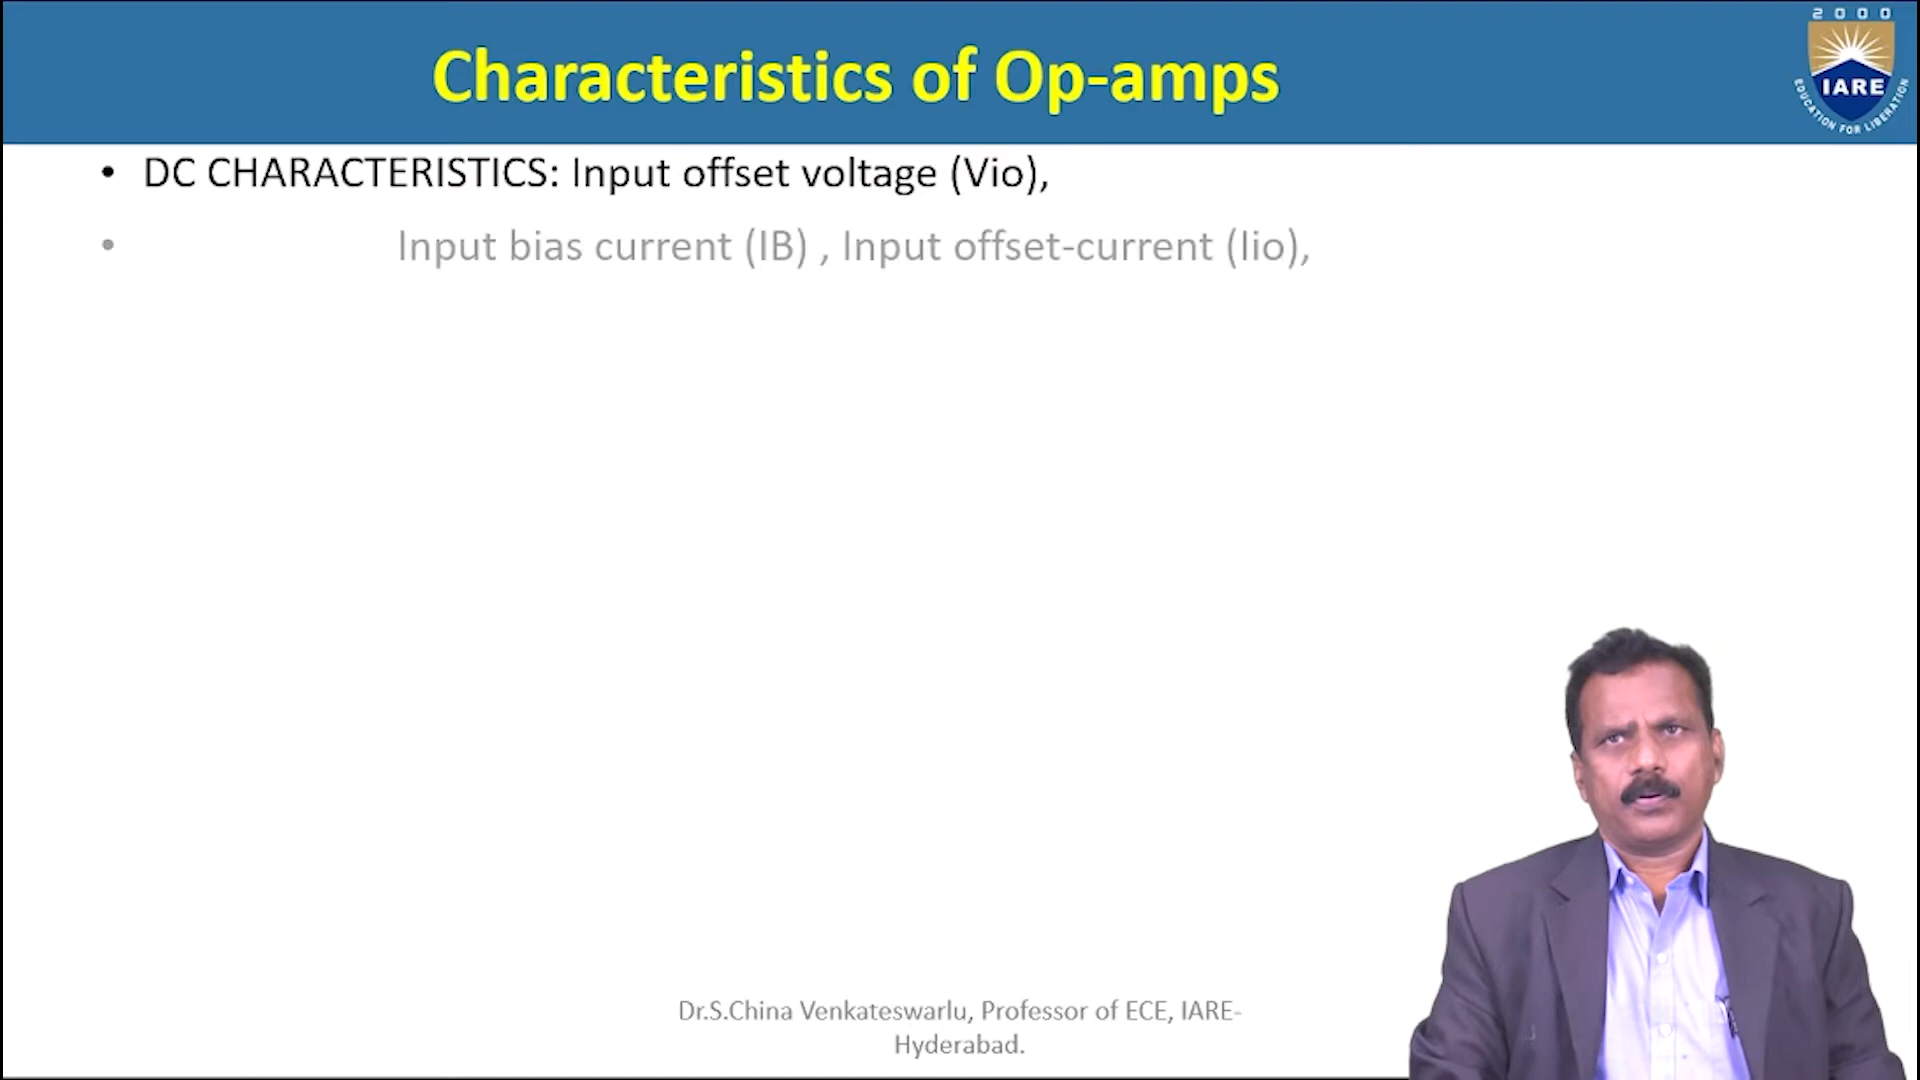 2000
Characteristics of Op-amps
IARE
EDUCATION FOR LIBERATION
• DC CHARACTERISTICS: Input offset voltage (Vio),
• Input bias current (IB) , Input offset-current (Iio),
Dr.S.China Venkateswarlu, Professor of ECE, IARE-
Hyderabad.